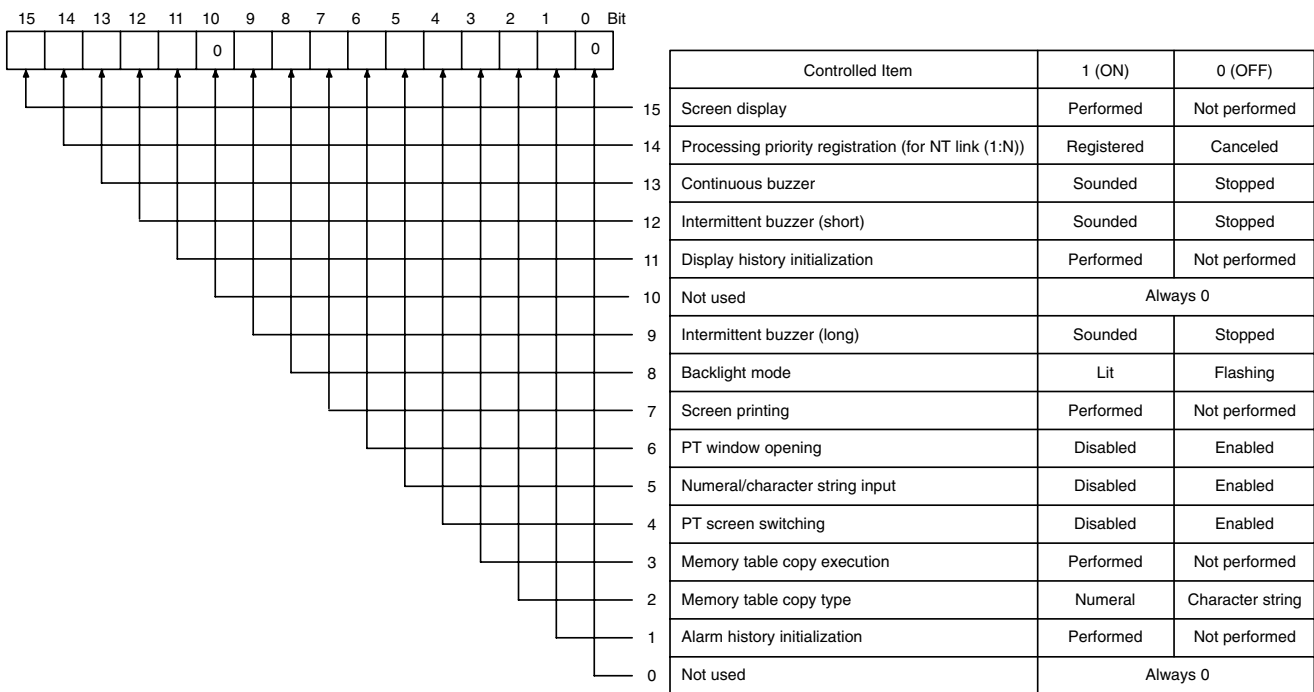 15 14 13 12 11 10 9 8 7 6 5 4 3 2 1 0 Bit
0 0
Controlled Item 1 (ON) 0 (OFF)
15 Screen display Performed Not performed
14 Processing priority registration (for NT link (1:N)) Registered Canceled
13 Continuous buzzer Sounded Stopped
12 Intermittent buzzer (short) Sounded Stopped
11 Display history initialization Performed Not performed
10 Not used Always 0
9 Intermittent buzzer (long) Sounded Stopped
8 Backlight mode Lit Flashing
7 Screen printing Performed Not performed
6 PT window opening Disabled Enabled
5 Numeral/character string input Disabled Enabled
4 PT screen switching Disabled Enabled
3 Memory table copy execution Performed Not performed
2 Memory table copy type Numeral Character string
1 Alarm history initialization Performed Not performed
0 Not used Always 0